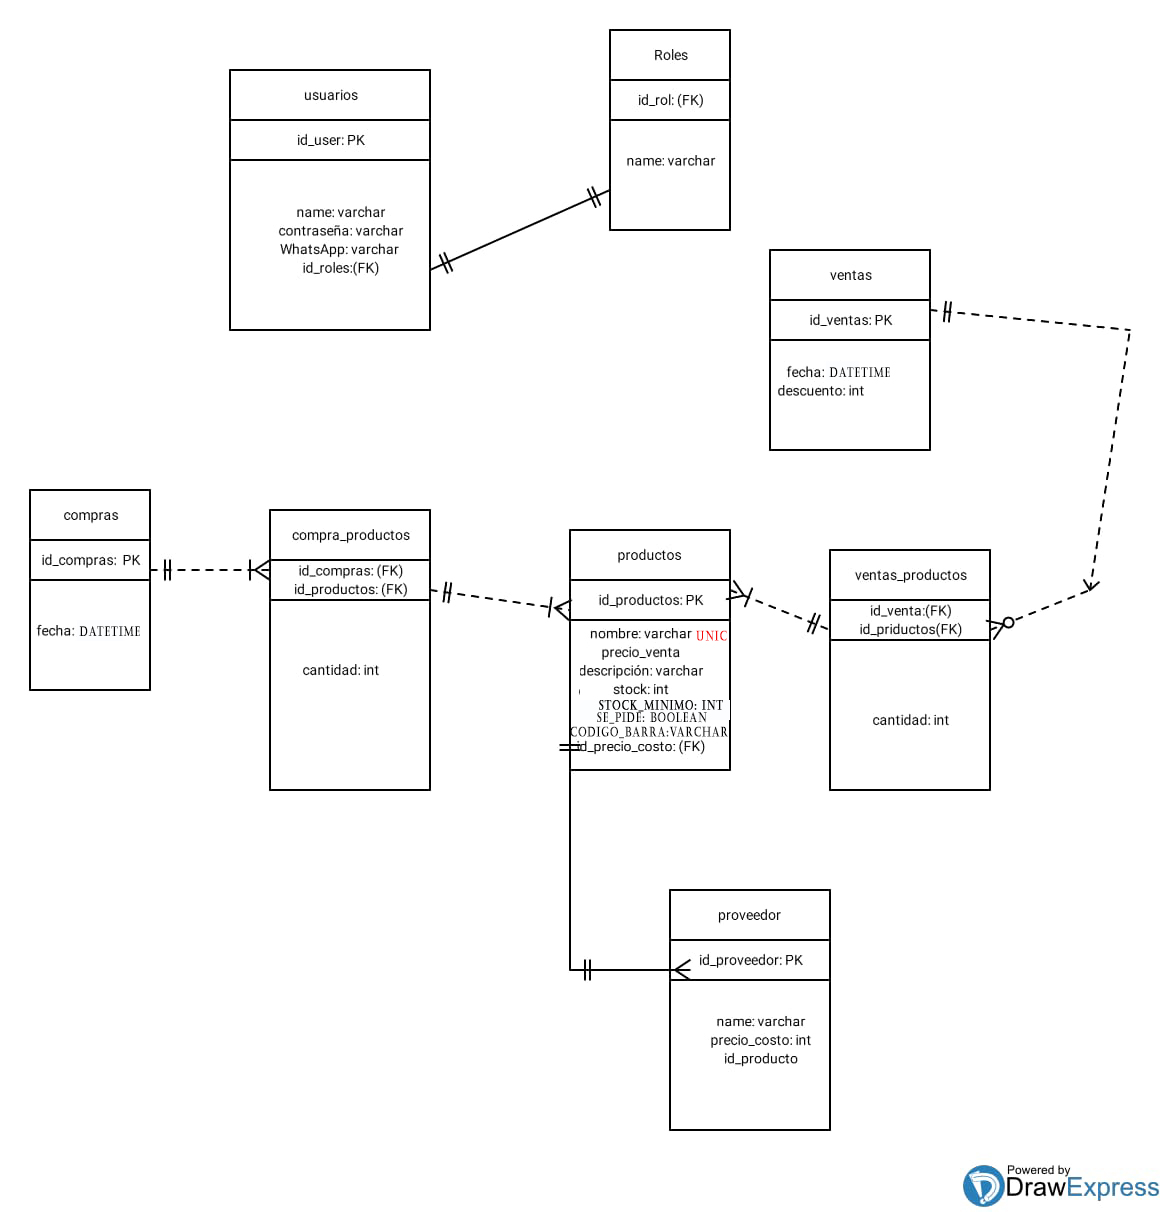 Roles
id_rol: (FK)
name: varchar
usuarios
id_user: PK
name: varchar
contraseña: varchar
WhatsApp: varchar
id_roles:(FK)
ventas
id_ventas: PK
fecha: DATETIME
descuento: int
compras
id_compras: PK
fecha: DATETIME
compra_productos
id_compras: (FK)
id_productos: (FK)
cantidad: int
productos
id_productos: PK
nombre: varchar UNIC
precio_venta
descripción: varchar
stock: int
STOCK_MINIMO: INT
SE_PIDE: BOOLEAN
CODIGO_BARRA:VARCHAR
id_precio_costo: (FK)
ventas_productos
id_venta:(FK)
id_priductos(FK)
cantidad: int
proveedor
id_proveedor: PK
name: varchar
precio_costo: int
id_producto
Powered by
DrawExpress